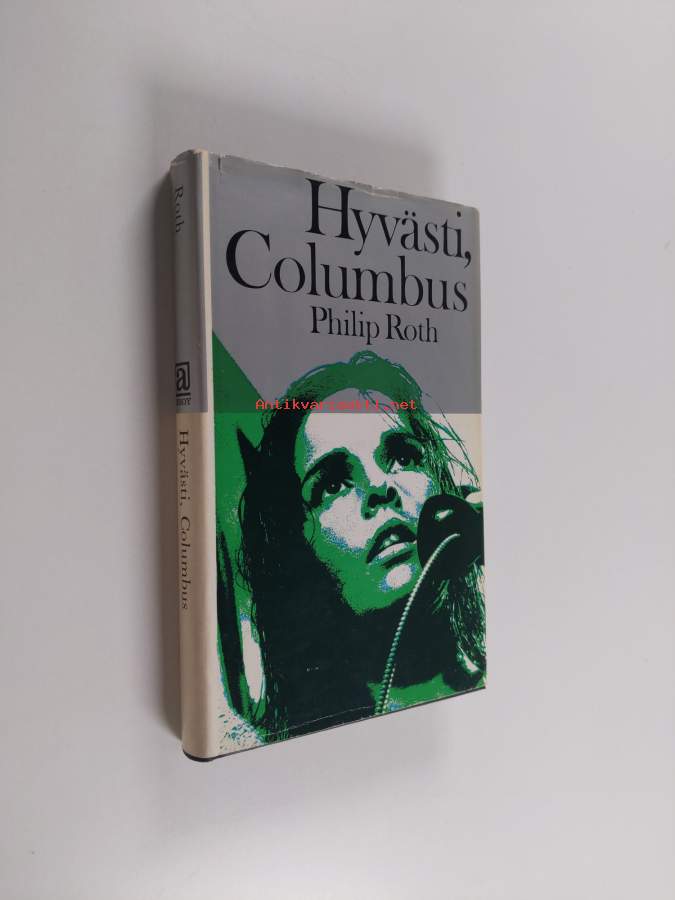 Hyvästi,
Columbus
Philip Roth
Antikvariaatti.net
Roth
a
Hyvästi, Columbus